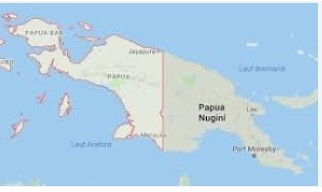 PAPUA BAR
Jayapura
Laut Bismarck
PAPUA
Papua
Nugini
Lae
Merauke
Laut Arafura
Port Moresby